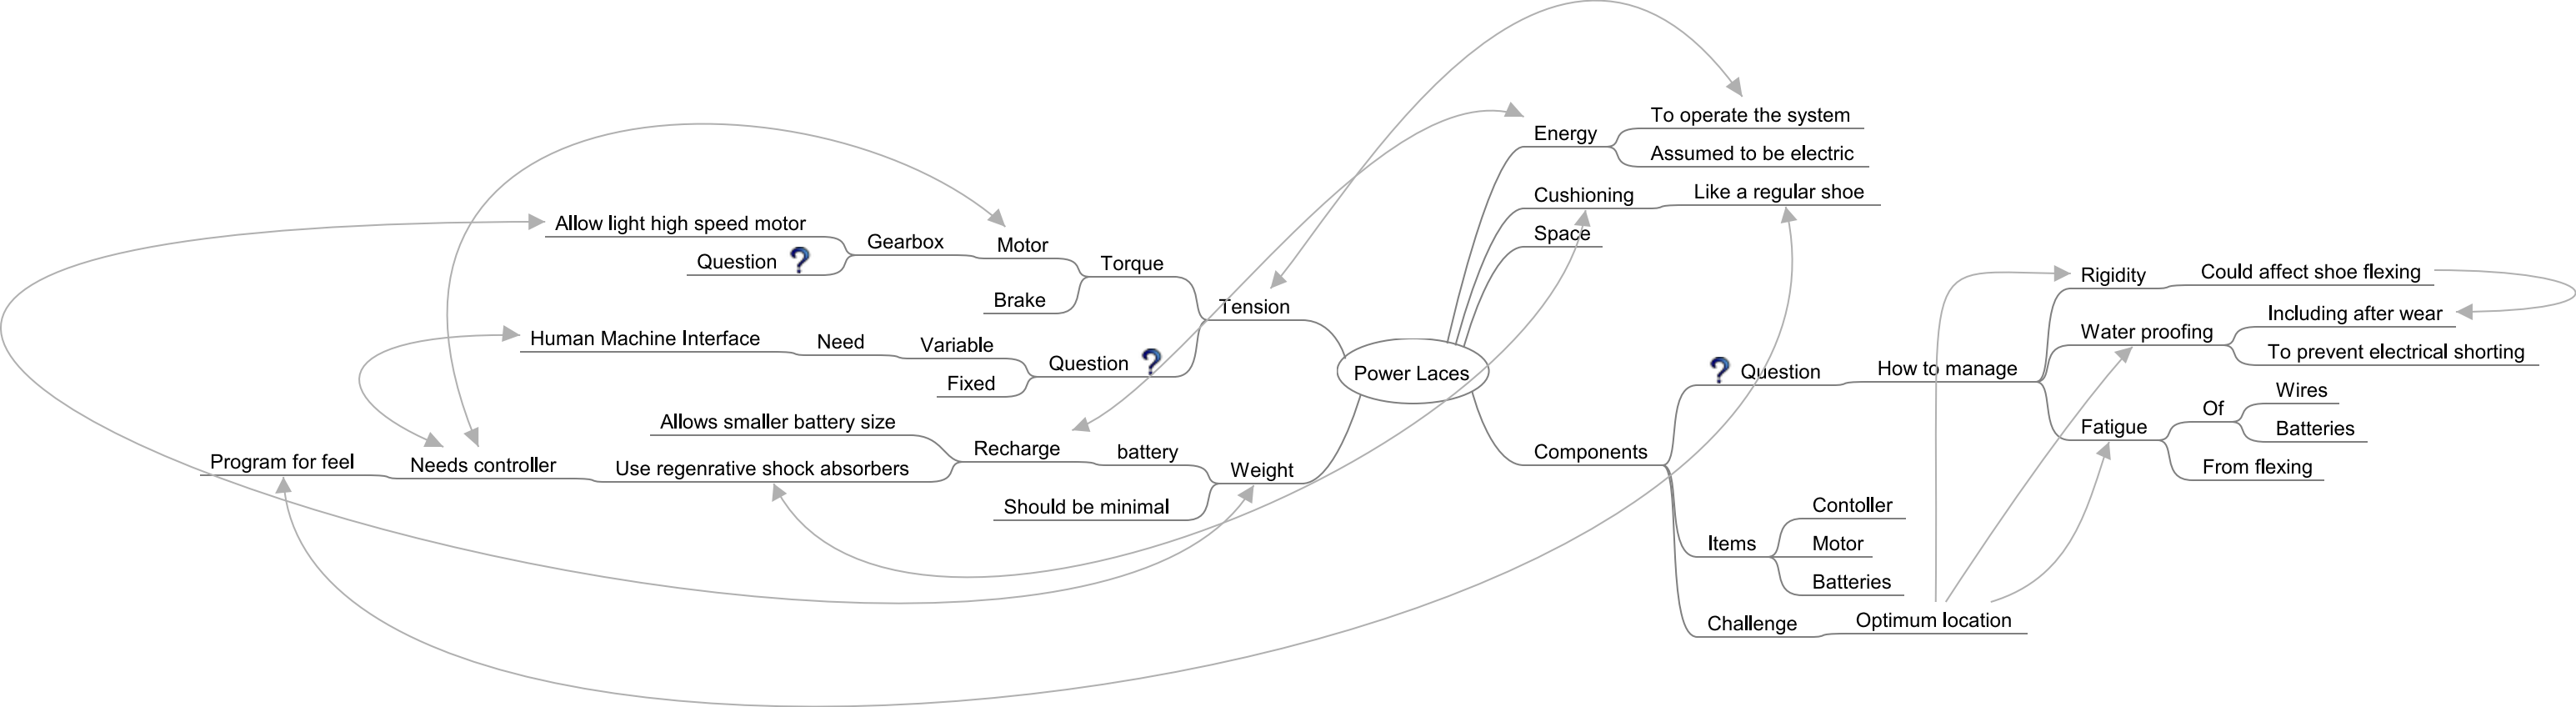 To operate the system
Energy
Assumed to be electric
Cushioning
Like a regular shoe
Space
Allow light high speed motor
Gearbox
Motor
Question
Torque
Brake
Tension
Human Machine Interface
Need
Variable
Question
Fixed
Power Laces
Allows smaller battery size
Recharge
battery
Program for feel
Needs controller
Use regenrative shock absorbers
Weight
Should be minimal
Rigidity
Could affect shoe flexing
Including after wear
Water proofing
To prevent electrical shorting
Question
How to manage
Wires
Of
Fatigue
Batteries
From flexing
Components
Contoller
Items
Motor
Batteries
Challenge
Optimum location